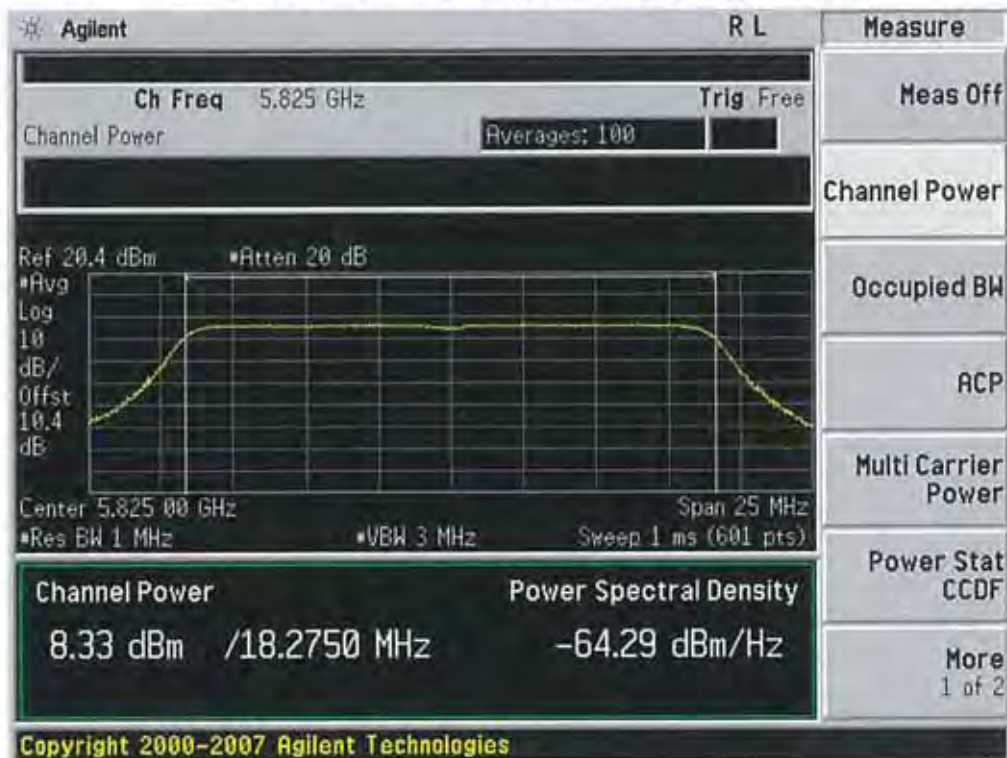 Agilent R L Measure
Ch Freq 5.825 GHz Trig Free
Meas Off
Channel Power Averages: 100
Channel Power
Ref 20.4 dBm #Atten 20 dB
#Avg
Log
10
dB/
Offst
10.4
dB
Occupied BW
ACP
Multi Carrier
Power
Center 5.825 00 GHz Span 25 MHz
#Res BW 1 MHz #VBW 3 MHz Sweep 1 ms (601 pts)
Power Stat
CCDF
Channel Power Power Spectral Density
8.33 dBm /18.2750 MHz -64.29 dBm/Hz
More
1 of 2
Copyright 2000-2007 Agilent Technologies